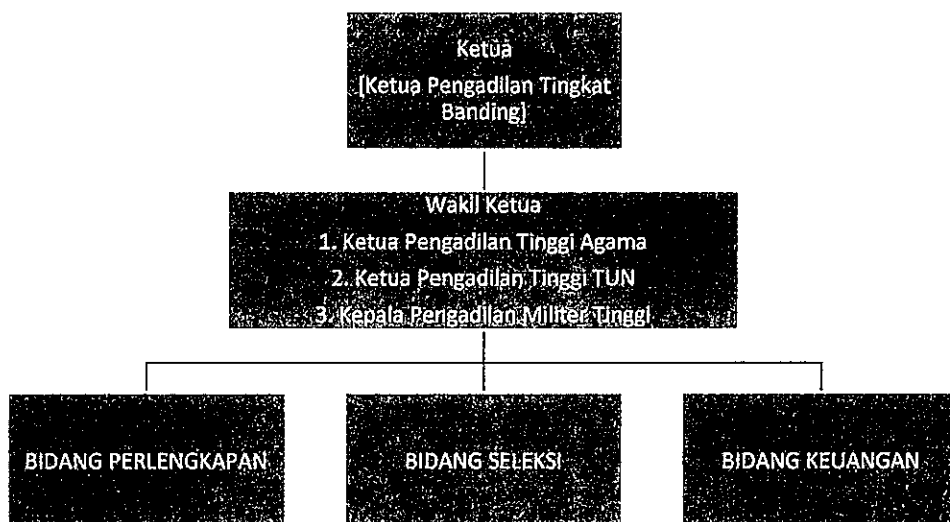 Ketua
[Ketua Pengadilan Tingkat
Banding]
Wakil Ketua
1. Ketua Pengadilan Tinggi Agama
2. Ketua Pengadilan Tinggi TUN
3. Kepala Pengadilan Militer Tinggi
BIDANG PERLENGKAPAN
BIDANG SELEKSI
BIDANG KEUANGAN